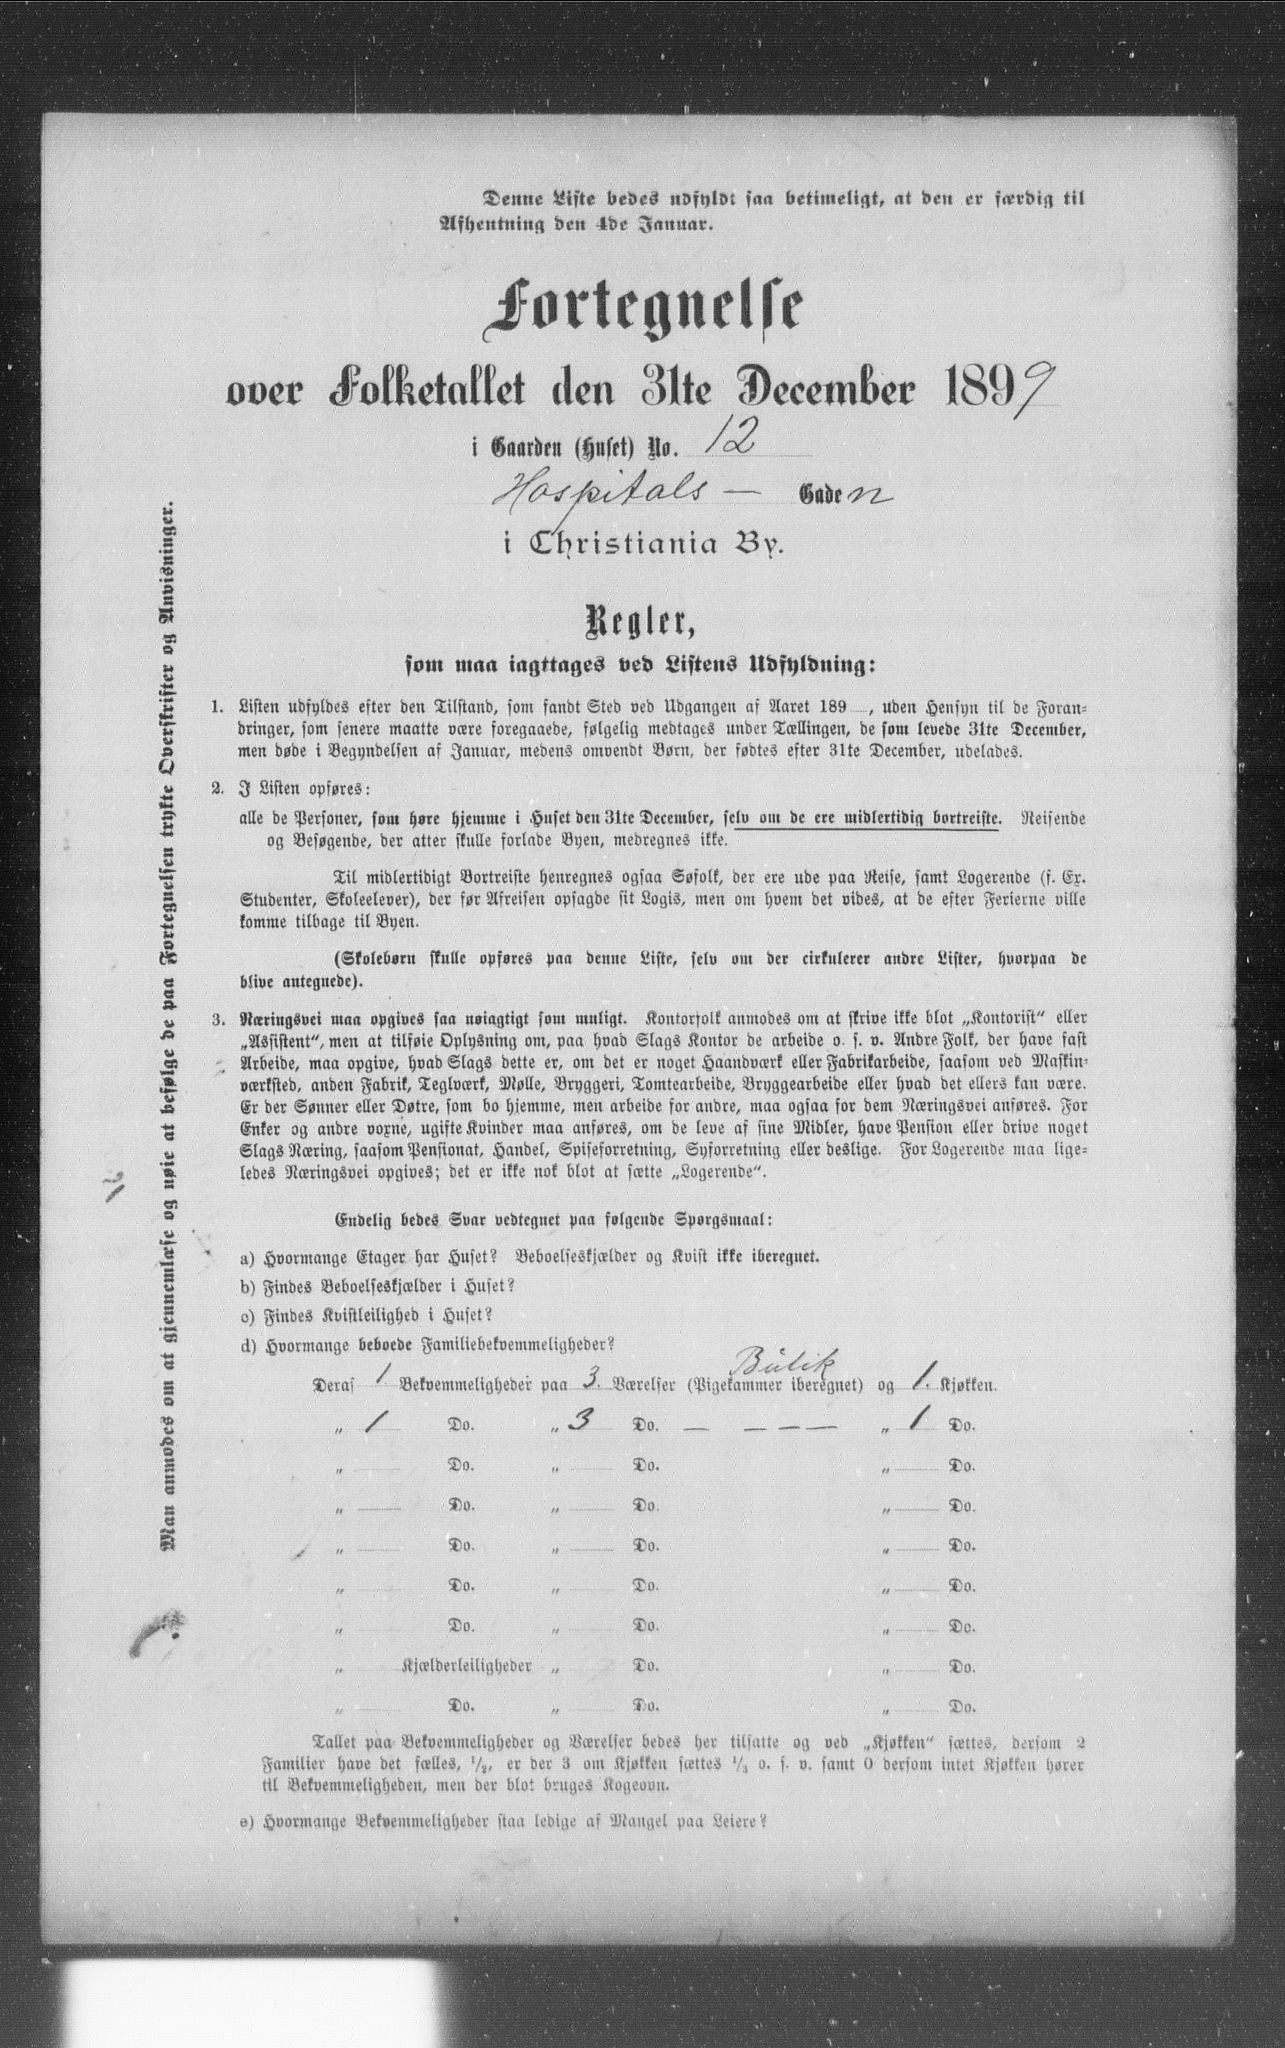 Denne Liste bedes udfyldt saa betimeligt, at den er færdig til
Afhentning den 4de Januar.
Fortegnelse
over Folketallet den 31te December 1899
i Gaarden (Huset) No. 12
Hospitals — Gaden
i Christiania By.
Regler,
som maa iagttages ved Listens Udfyldning:
1. Listen udfyldes efter den Tilstand, som fandt Sted ved Udgangen af Aaret 189 , uden Hensyn til de Foran-
dringer, som senere maatte være foregaaede, følgelig medtages under Tællingen, de som levede 31te December,
men døde i Begyndelsen af Januar, medens omvendt Børn, der fødtes efter 31te December, udelades.
2. I Listen opføres:
alle de Personer, som høre hjemme i Huset den 31te December, selv om de ere midlertidig bortreiste. Reisende
og Besøgende, der atter skulle forlade Byen, medregnes ikke.
Til midlertidigt Bortreiste henregnes ogsaa Søfolk, der ere ude paa Reise, samt Logerende (f. Ex.
Studenter, Skoleelever), der før Afreisen opsagde sit Logis, men om hvem det vides, at de efter Ferierne ville
komme tilbage til Byen.
(Skolebørn skulle opføres paa denne Liste, selv om der cirkulerer andre Lister, hvorpaa de
blive antegnede).
3. Næringsvei maa opgives saa nøiagtigt som muligt. Kontorfolk anmodes om at skrive ikke blot „Kontorist“ eller
„Assistent“, men at tilføie Oplysning om, paa hvad Slags Kontor de arbeide o. s. v. Andre Folk, der have fast
Arbeide, maa opgive, hvad Slags dette er, om det er noget Haandværk eller Fabrikarbeide, saasom ved Maskin-
værksted, anden Fabrik, Teglværk, Mølle, Bryggeri, Tomtearbeide, Bryggearbeide eller hvad det ellers kan være.
Er der Sønner eller Døtre, som bo hjemme, men arbeide for andre, maa ogsaa for dem Næringsvei anføres. For
Enker og andre voxne, ugifte Kvinder maa anføres, om de leve af sine Midler, have Pension eller drive noget
Slags Næring, saasom Pensionat, Handel, Spiseforretning, Syforretning eller deslige. For Logerende maa lige-
ledes Næringsvei opgives; det er ikke nok blot at sætte „Logerende“.
Endelig bedes Svar vedtegnet paa følgende Spørgsmaal:
a) Hvormange Etager har Huset? Beboelseskjælder og Kvist ikke iberegnet.
b) Findes Beboelseskjælder i Huset?
c) Findes Kvistleilighed i Huset?
d) Hvormange beboede Familiebekvemmeligheder?
Butik
Deraf 1 Bekvemmeligheder paa 3. Værelser (Pigekammer iberegnet) og 1. Kjøkken.
„ 1 Do. „ 3 Do. — — — — „ 1 Do.
„ Do. „ Do. „ Do.
„ Do. „ Do. „ Do.
„ Do. „ Do. „ Do.
„ Do. „ Do. „ Do.
„ Do. „ Do. „ Do.
„ Kjælderleiligheder „ Do. „ Do.
„ Do. „ Do. „ Do.
Tallet paa Bekvemmeligheder og Værelser bedes her tilsatte og ved „Kjøkken“ sættes, dersom 2
Familier have det fælles, 1/2, er der 3 om Kjøkken sættes 1/3 o. s. v. samt 0 dersom intet Kjøkken hører
til Bekvemmeligheden, men der blot bruges Kogeovn.
e) Hvormange Bekvemmeligheder staa ledige af Mangel paa Leiere?
Man anmodes om at gjennemlæse og nøie at befølge de paa Fortegnelsen trykte Overskrifter og Anvisninger.